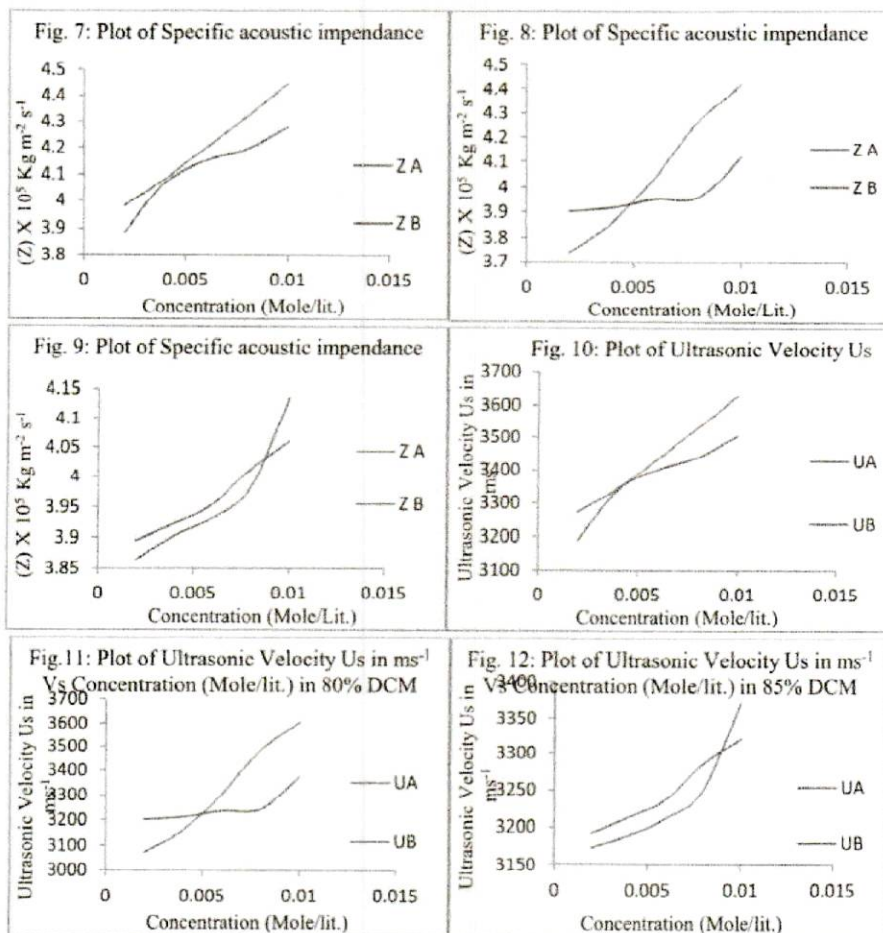 Fig. 7: Plot of Specific acoustic impendance
4.5
4.4
4.3
4.2
4.1
4
3.9
3.8
(Z) X 10⁵ Kg m⁻² s⁻¹
0
0.005
0.01
0.015
Concentration (Mole/lit.)
Z A
Z B
Fig. 8: Plot of Specific acoustic impendance
4.5
4.4
4.3
4.2
4.1
4
3.9
3.8
3.7
(Z) X 10⁵ Kg m⁻² s⁻¹
0
0.005
0.01
0.015
Concentration (Mole/Lit.)
Z A
Z B
Fig. 9: Plot of Specific acoustic impendance
4.15
4.1
4.05
4
3.95
3.9
3.85
(Z) X 10⁵ Kg m⁻² s⁻¹
0
0.005
0.01
0.015
Concentration (Mole/Lit.)
Z A
Z B
Fig. 10: Plot of Ultrasonic Velocity Us
3700
3600
3500
3400
3300
3200
3100
Ultrasonic Velocity Us in
ms⁻¹
0
0.005
0.01
0.015
Concentration (Mole/lit.)
UA
UB
Fig.11: Plot of Ultrasonic Velocity Us in ms⁻¹
Vs Concentration (Mole/lit.) in 80% DCM
3700
3600
3500
3400
3300
3200
3100
3000
Ultrasonic Velocity Us in
ms⁻¹
0
0.005
0.01
0.015
Concentration (Mole/lit.)
UA
UB
Fig. 12: Plot of Ultrasonic Velocity Us in ms⁻¹
Vs Concentration (Mole/lit.) in 85% DCM
3400
3350
3300
3250
3200
3150
Ultrasonic Velocity Us in
ms⁻¹
0
0.005
0.01
0.015
Concentration (Mole/lit.)
UA
UB